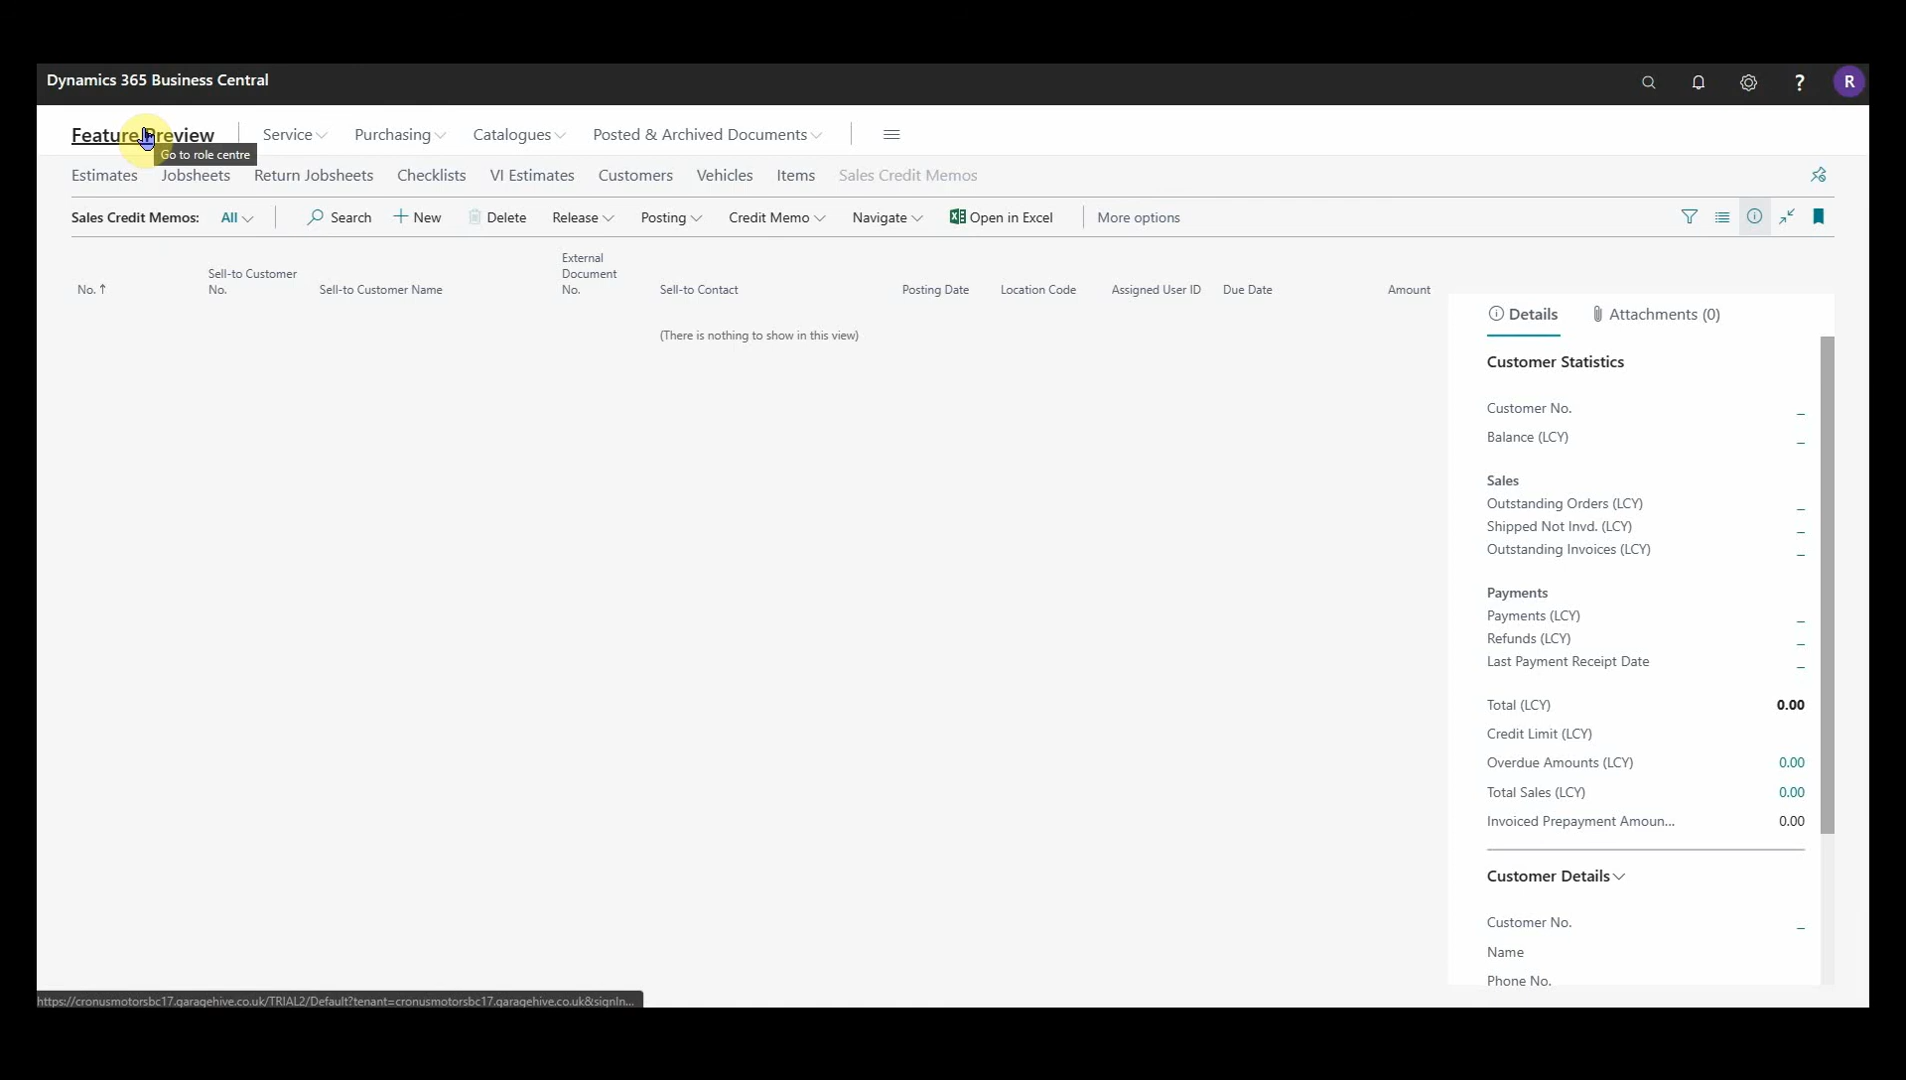 Dynamics 365 Business Central
R
Feature Preview
Service
Purchasing
Catalogues
Posted & Archived Documents
Go to role centre
Estimates
Jobsheets
Return Jobsheets
Checklists
VI Estimates
Customers
Vehicles
Items
Sales Credit Memos
Sales Credit Memos:
All
Search
New
Delete
Release
Posting
Credit Memo
Navigate
Open in Excel
More options
No. ↑
Sell-to Customer
No.
Sell-to Customer Name
External
Document
No.
Sell-to Contact
Posting Date
Location Code
Assigned User ID
Due Date
Amount
(There is nothing to show in this view)
Details
Attachments (0)
Customer Statistics
Customer No. _
Balance (LCY) _
Sales
Outstanding Orders (LCY) _
Shipped Not Invd. (LCY) _
Outstanding Invoices (LCY) _
Payments
Payments (LCY) _
Refunds (LCY) _
Last Payment Receipt Date _
Total (LCY) 0.00
Credit Limit (LCY)
Overdue Amounts (LCY) 0.00
Total Sales (LCY) 0.00
Invoiced Prepayment Amoun... 0.00
Customer Details
Customer No. _
Name
Phone No.
https://cronusmotorsbc17.garagehive.co.uk/TRIAL2/Default?tenant=cronusmotorsbc17.garagehive.co.uk&signIn...